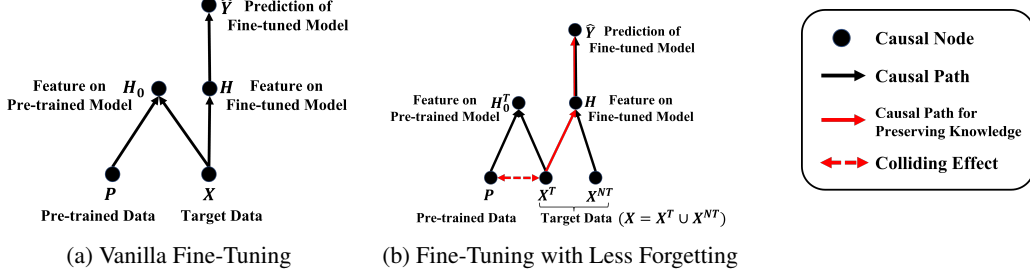 Ŷ Prediction of
Fine-tuned Model
Feature on
Pre-trained Model
H₀
H
Feature on
Fine-tuned Model
P
X
Pre-trained Data
Target Data
(a) Vanilla Fine-Tuning
Ŷ Prediction of
Fine-tuned Model
Feature on
Pre-trained Model
H₀ᵀ
H
Feature on
Fine-tuned Model
P
Xᵀ
Xᴺᵀ
Pre-trained Data
Target Data (X = Xᵀ ∪ Xᴺᵀ)
(b) Fine-Tuning with Less Forgetting
Causal Node
Causal Path
Causal Path for
Preserving Knowledge
Colliding Effect